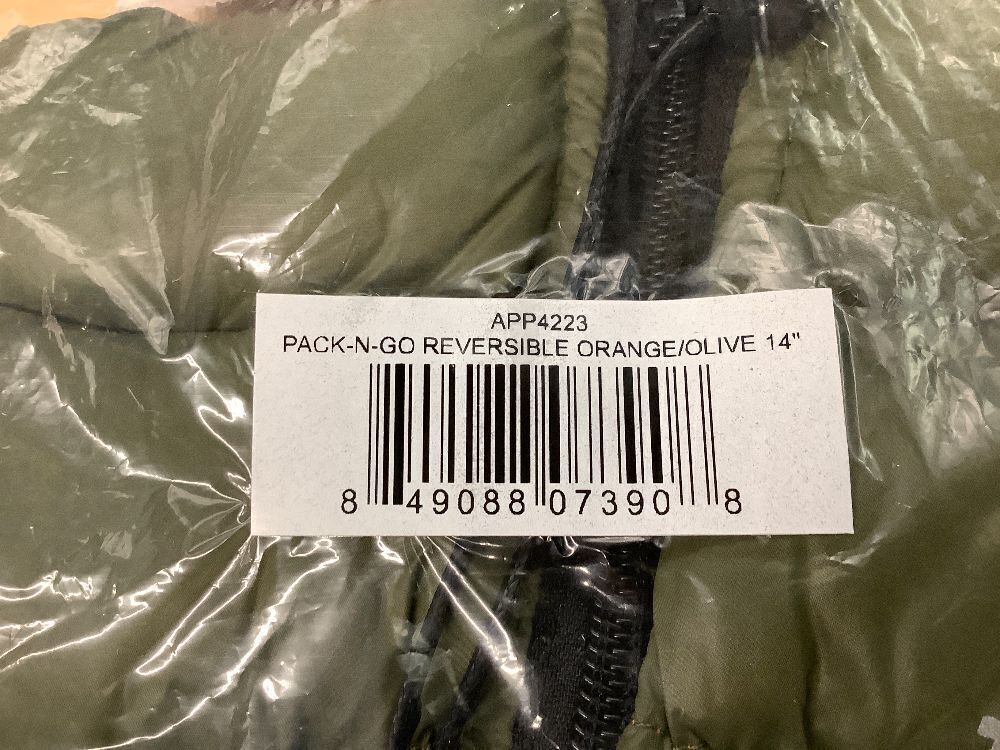 APP4223
PACK-N-GO REVERSIBLE ORANGE/OLIVE 14"
8 49088 07390 8